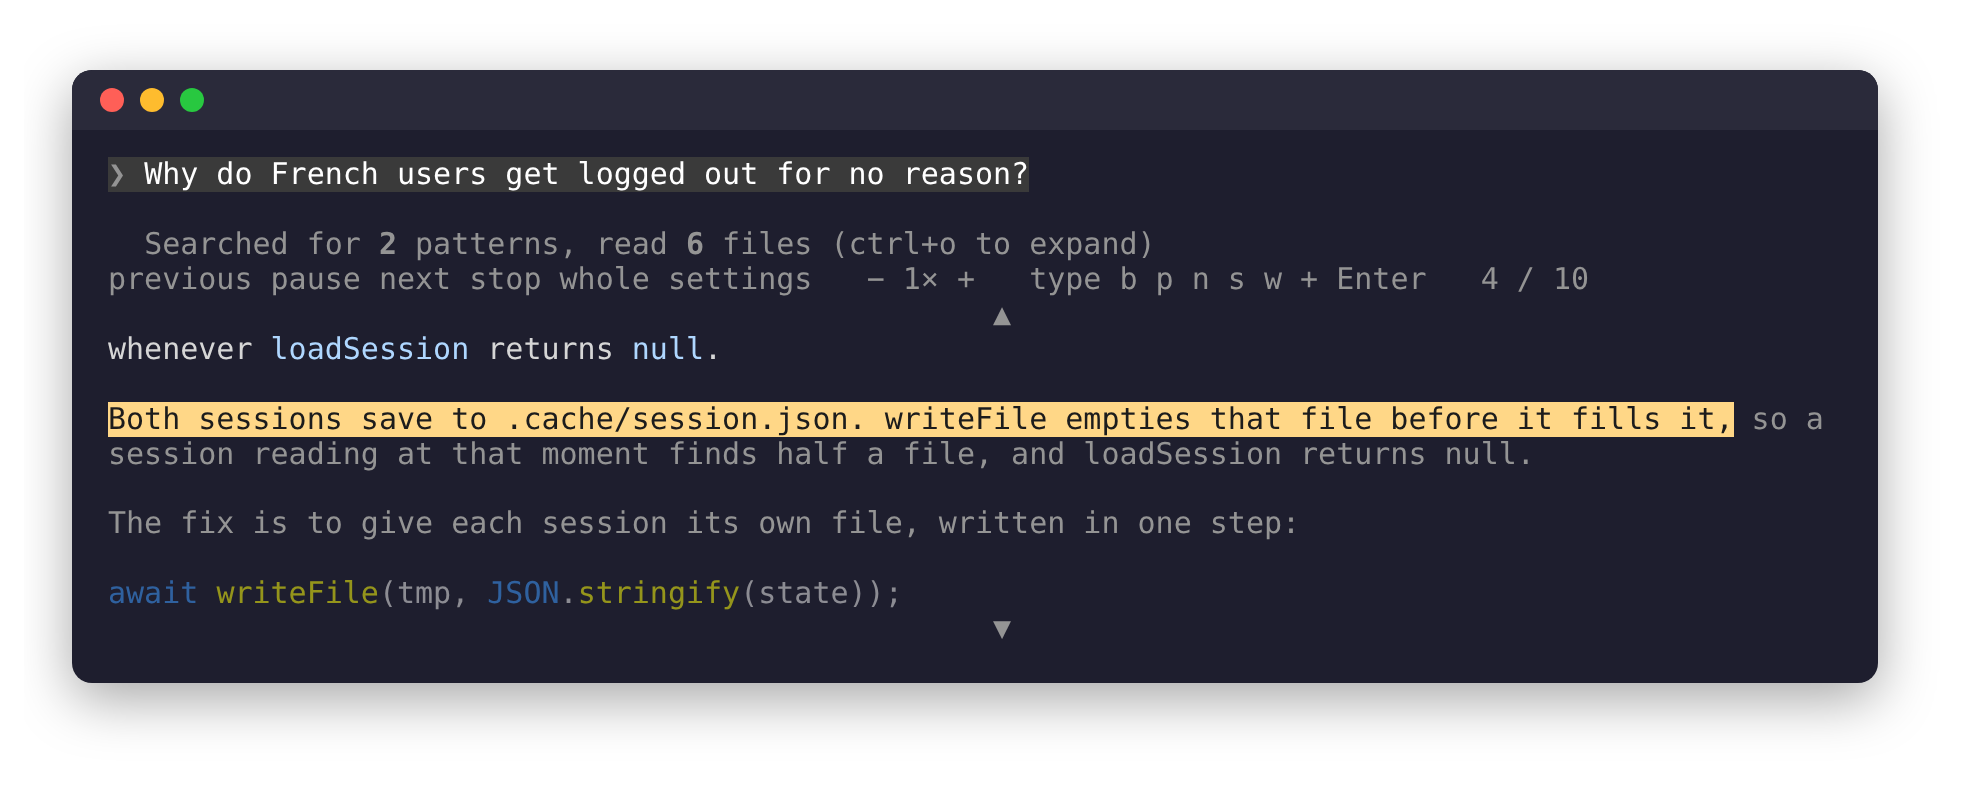 ❯ Why do French users get logged out for no reason?
Searched for 2 patterns, read 6 files (ctrl+o to expand)
previous pause next stop whole settings − 1× + type b p n s w + Enter 4 / 10
▲
whenever loadSession returns null.
Both sessions save to .cache/session.json. writeFile empties that file before it fills it, so a
session reading at that moment finds half a file, and loadSession returns null.
The fix is to give each session its own file, written in one step:
await writeFile(tmp, JSON.stringify(state));
▼